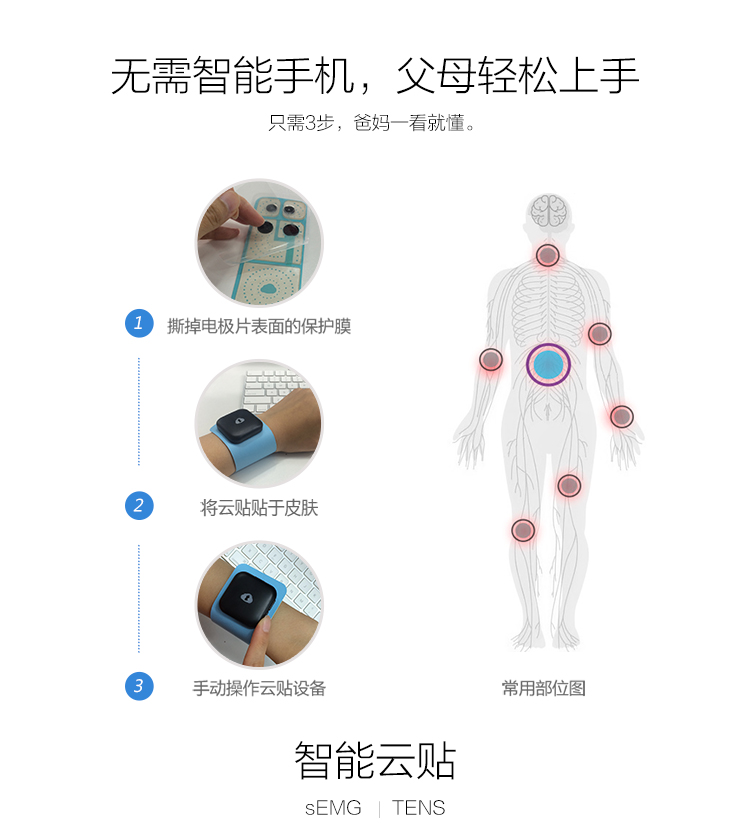 无需智能手机，父母轻松上手
只需3步，爸妈一看就懂。
1 撕掉电极片表面的保护膜
2 将云贴贴于皮肤
3 手动操作云贴设备
常用部位图
智能云贴
sEMG | TENS